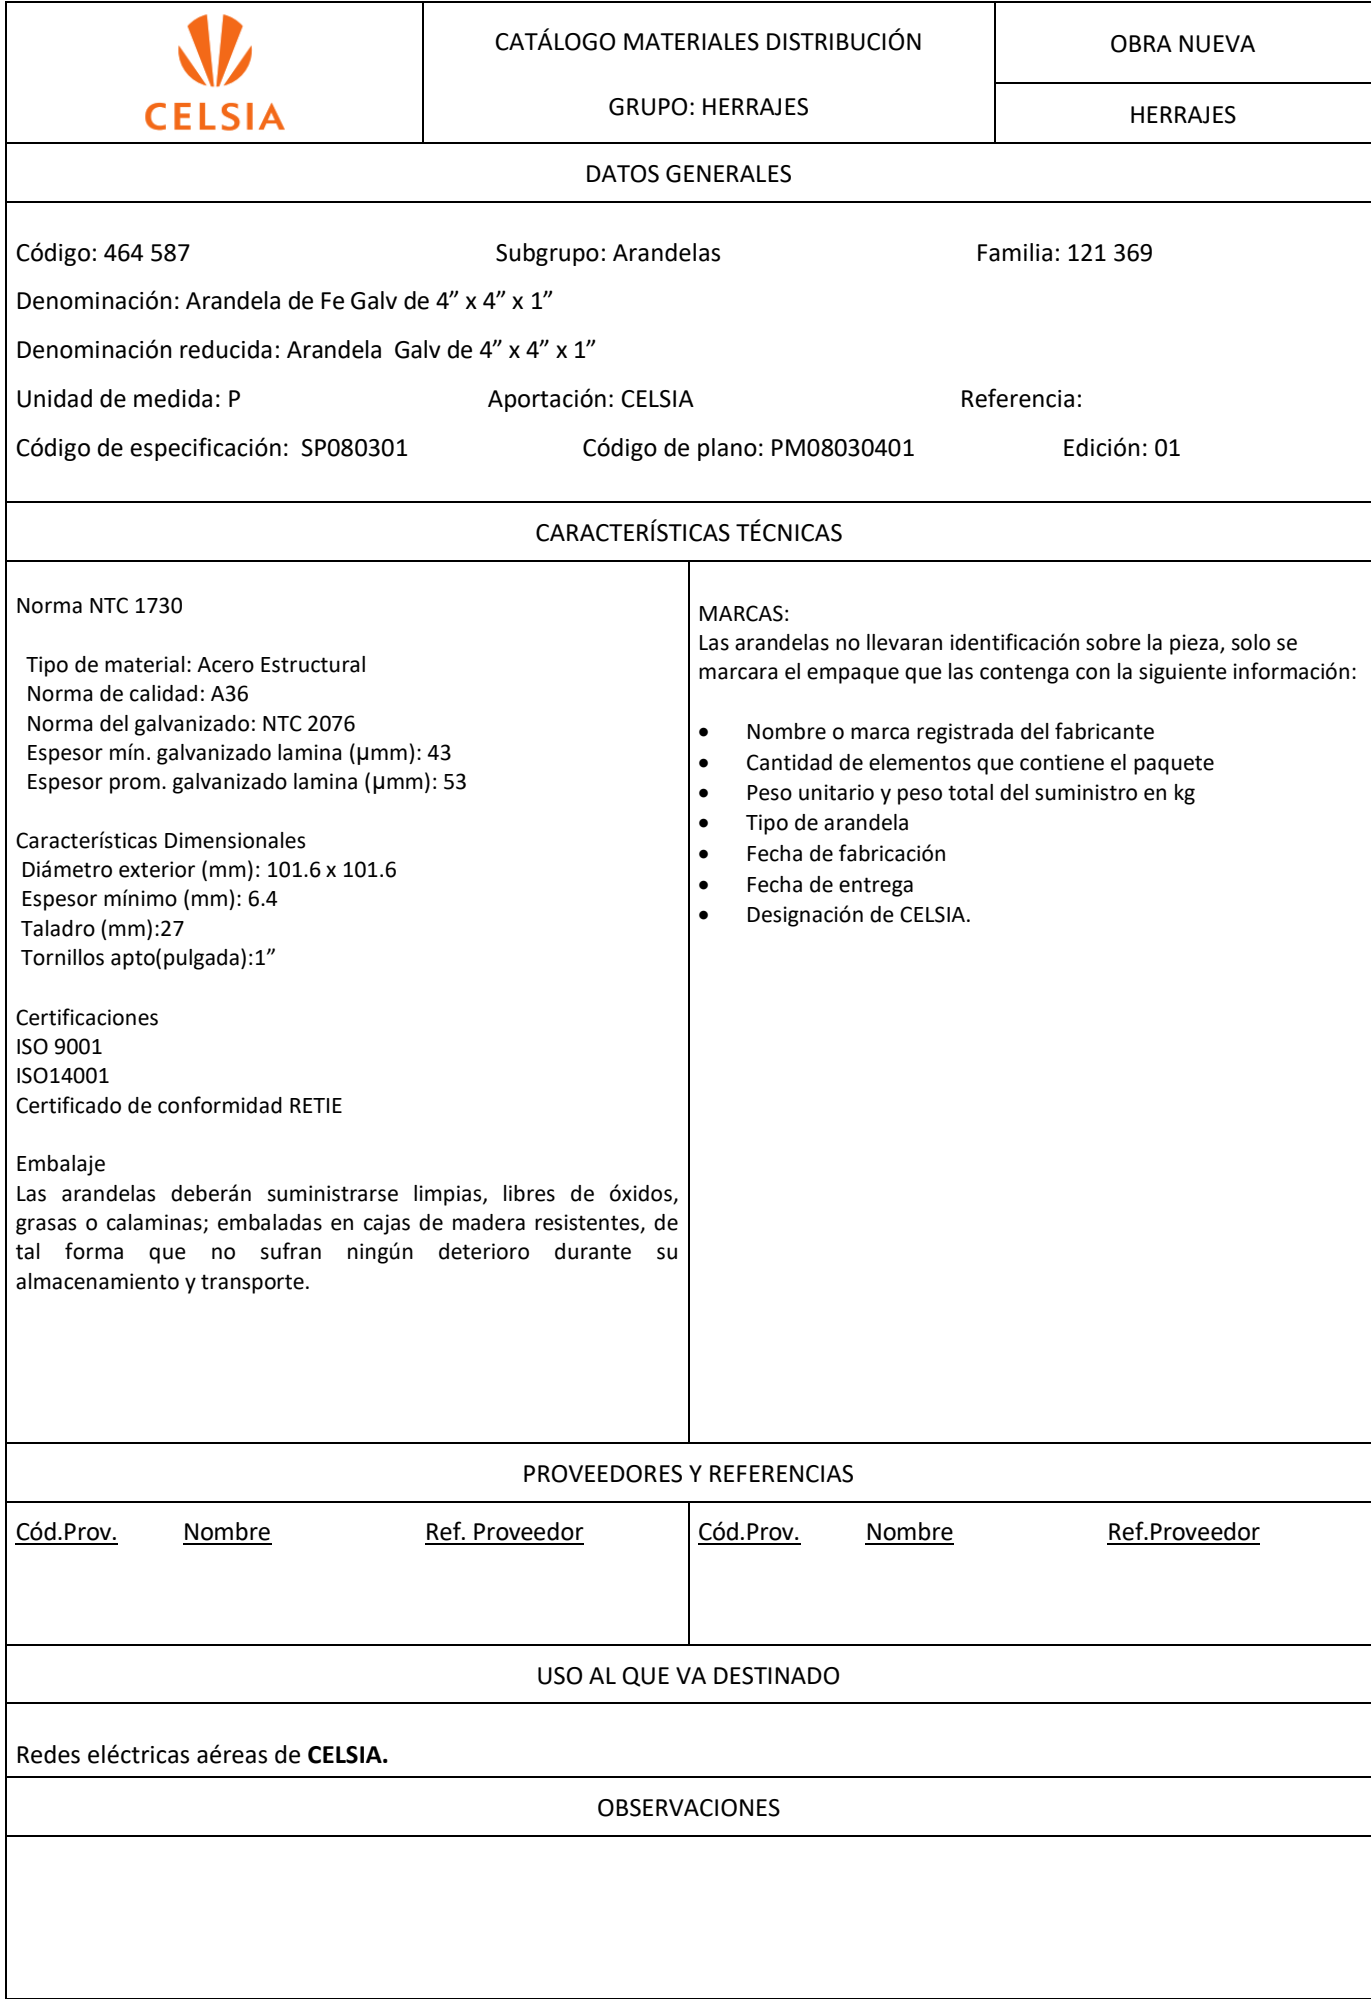 CELSIA
CATÁLOGO MATERIALES DISTRIBUCIÓN
GRUPO: HERRAJES
OBRA NUEVA
HERRAJES
DATOS GENERALES
Código: 464 587 Subgrupo: Arandelas Familia: 121 369
Denominación: Arandela de Fe Galv de 4” x 4” x 1”
Denominación reducida: Arandela Galv de 4” x 4” x 1”
Unidad de medida: P Aportación: CELSIA Referencia:
Código de especificación: SP080301 Código de plano: PM08030401 Edición: 01
CARACTERÍSTICAS TÉCNICAS
Norma NTC 1730
Tipo de material: Acero Estructural
Norma de calidad: A36
Norma del galvanizado: NTC 2076
Espesor mín. galvanizado lamina (µmm): 43
Espesor prom. galvanizado lamina (µmm): 53
Características Dimensionales
Diámetro exterior (mm): 101.6 x 101.6
Espesor mínimo (mm): 6.4
Taladro (mm):27
Tornillos apto(pulgada):1”
Certificaciones
ISO 9001
ISO14001
Certificado de conformidad RETIE
Embalaje
Las arandelas deberán suministrarse limpias, libres de óxidos,
grasas o calaminas; embaladas en cajas de madera resistentes, de
tal forma que no sufran ningún deterioro durante su
almacenamiento y transporte.
MARCAS:
Las arandelas no llevaran identificación sobre la pieza, solo se
marcara el empaque que las contenga con la siguiente información:
• Nombre o marca registrada del fabricante
• Cantidad de elementos que contiene el paquete
• Peso unitario y peso total del suministro en kg
• Tipo de arandela
• Fecha de fabricación
• Fecha de entrega
• Designación de CELSIA.
PROVEEDORES Y REFERENCIAS
Cód.Prov. Nombre Ref. Proveedor
Cód.Prov. Nombre Ref.Proveedor
USO AL QUE VA DESTINADO
Redes eléctricas aéreas de CELSIA.
OBSERVACIONES